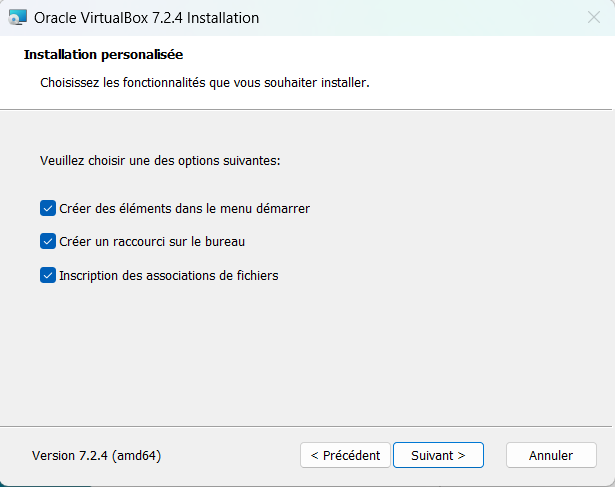 Oracle VirtualBox 7.2.4 Installation
Installation personalisée
Choisissez les fonctionnalités que vous souhaiter installer.
Veuillez choisir une des options suivantes:
Créer des éléments dans le menu démarrer
Créer un raccourci sur le bureau
Inscription des associations de fichiers
Version 7.2.4 (amd64)
< Précédent
Suivant >
Annuler